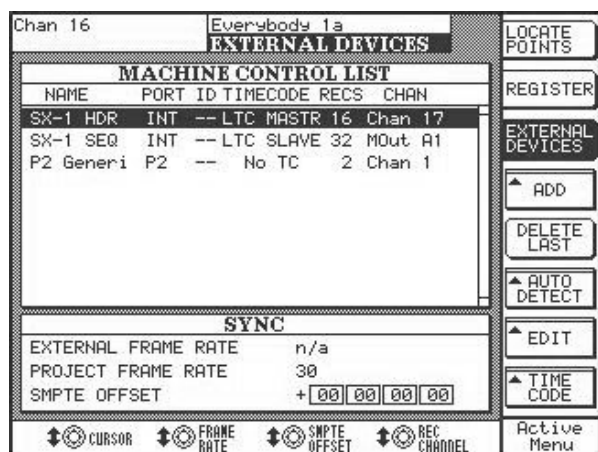 Chan 16
Everybody 1a
EXTERNAL DEVICES
MACHINE CONTROL LIST
NAME PORT ID TIMECODE RECS CHAN
SX-1 HDR INT -- LTC MASTR 16 Chan 17
SX-1 SEQ INT -- LTC SLAVE 32 MOut A1
P2 Generi P2 -- No TC 2 Chan 1
SYNC
EXTERNAL FRAME RATE n/a
PROJECT FRAME RATE 30
SMPTE OFFSET + 00 00 00 00
CURSOR
FRAME
RATE
SMPTE
OFFSET
REC
CHANNEL
LOCATE
POINTS
REGISTER
EXTERNAL
DEVICES
ADD
DELETE
LAST
AUTO
DETECT
EDIT
TIME
CODE
Active
Menu